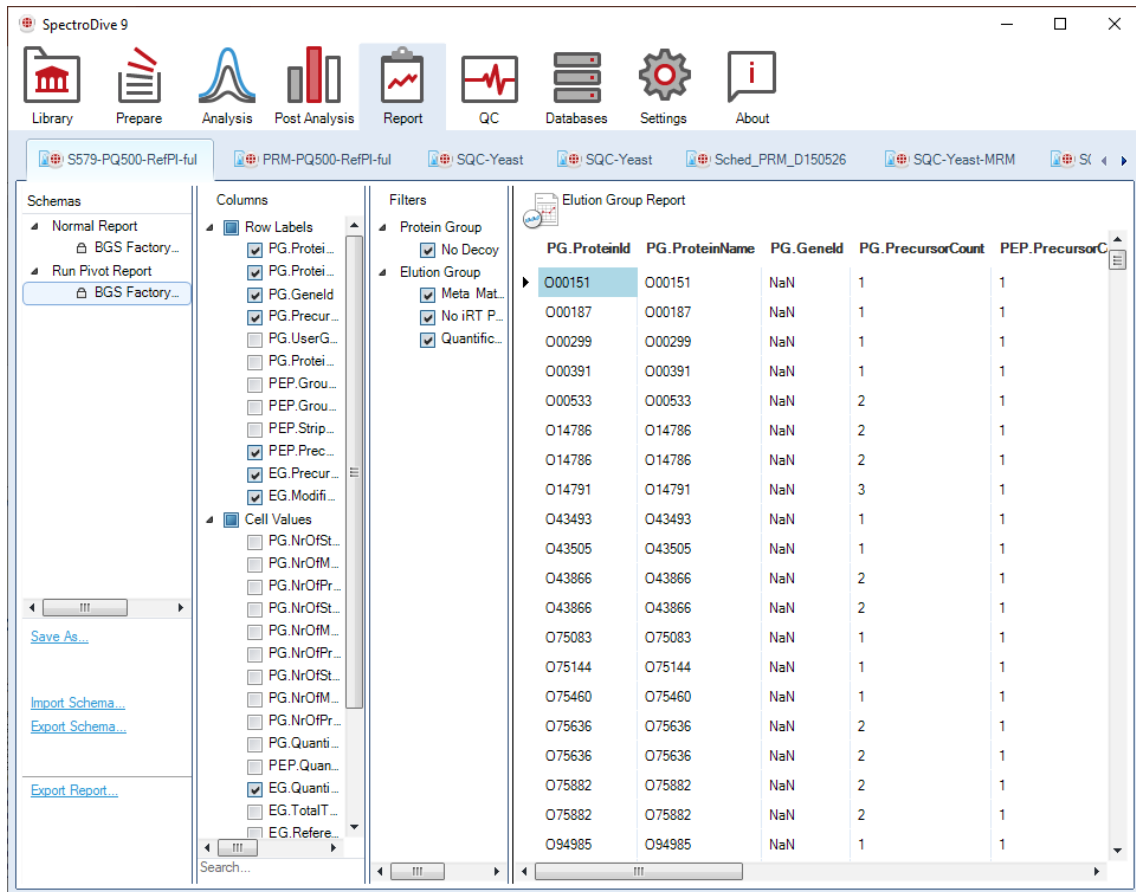 SpectroDive 9
Library Prepare Analysis Post Analysis Report QC Databases Settings About
S579-PQ500-RefPI-ful PRM-PQ500-RefPI-ful SQC-Yeast SQC-Yeast Sched_PRM_D150526 SQC-Yeast-MRM
Schemas
Normal Report
BGS Factory...
Run Pivot Report
BGS Factory...
Save As...
Import Schema...
Export Schema...
Export Report...
Columns
Row Labels
PG.Protei...
PG.Protei...
PG.GeneId
PG.Precur...
PG.UserG...
PG.Protei...
PEP.Grou...
PEP.Grou...
PEP.Strip...
PEP.Prec...
EG.Precur...
EG.Modifi...
Cell Values
PG.NrOfSt...
PG.NrOfM...
PG.NrOfPr...
PG.NrOfSt...
PG.NrOfM...
PG.NrOfPr...
PG.NrOfSt...
PG.NrOfM...
PG.NrOfPr...
PG.Quanti...
PEP.Quan...
EG.Quanti...
EG.TotalT...
EG.Refere...
Search...
Filters
Protein Group
No Decoy
Elution Group
Meta Mat...
No iRT P...
Quantific...
Elution Group Report
PG.ProteinId PG.ProteinName PG.GeneId PG.PrecursorCount PEP.PrecursorC
O00151 O00151 NaN 1 1
O00187 O00187 NaN 1 1
O00299 O00299 NaN 1 1
O00391 O00391 NaN 1 1
O00533 O00533 NaN 2 1
O14786 O14786 NaN 2 1
O14786 O14786 NaN 2 1
O14791 O14791 NaN 3 1
O43493 O43493 NaN 1 1
O43505 O43505 NaN 1 1
O43866 O43866 NaN 2 1
O43866 O43866 NaN 2 1
O75083 O75083 NaN 1 1
O75144 O75144 NaN 1 1
O75460 O75460 NaN 1 1
O75636 O75636 NaN 2 1
O75636 O75636 NaN 2 1
O75882 O75882 NaN 2 1
O75882 O75882 NaN 2 1
O94985 O94985 NaN 1 1